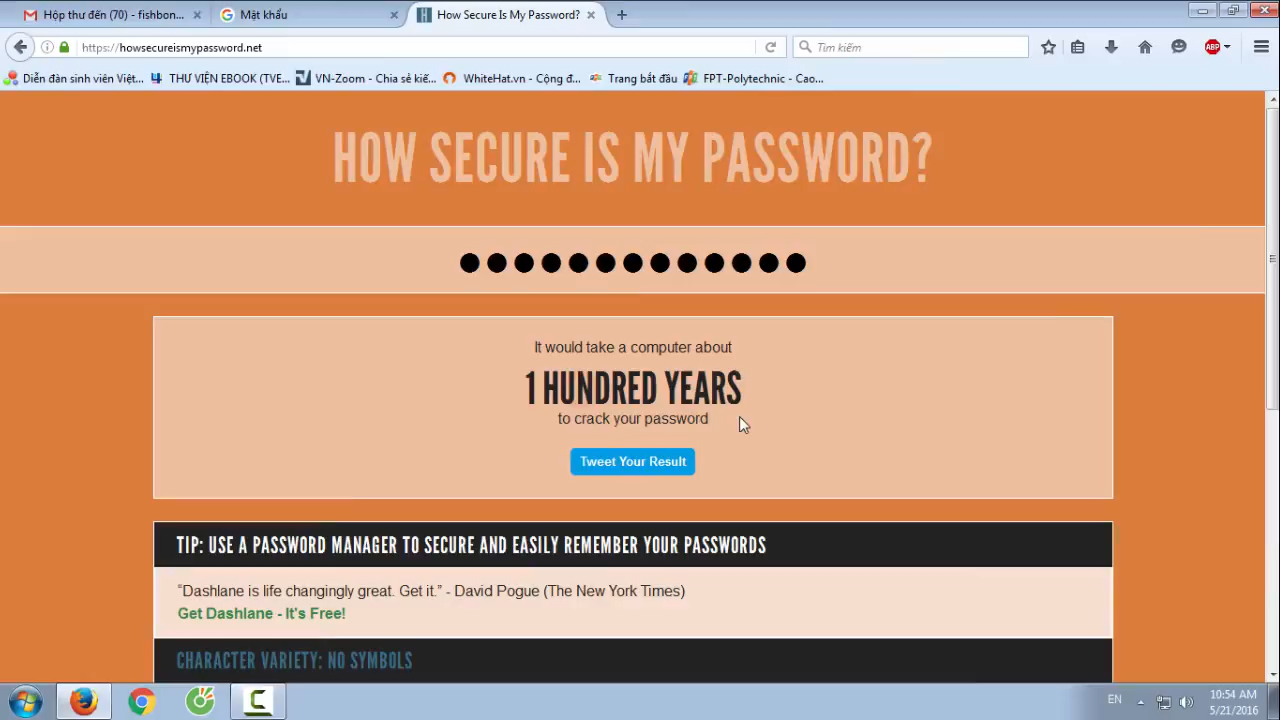 Hộp thư đến (70) - fishbon...
Mật khẩu
How Secure Is My Password?
https://howsecureismypassword.net
Tìm kiếm
ABP
Diễn đàn sinh viên Việt...
THƯ VIỆN EBOOK (TVE...
VN-Zoom - Chia sẻ kiế...
WhiteHat.vn - Cộng đ...
Trang bắt đầu
FPT-Polytechnic - Cao...
HOW SECURE IS MY PASSWORD?
It would take a computer about
1 HUNDRED YEARS
to crack your password
Tweet Your Result
TIP: USE A PASSWORD MANAGER TO SECURE AND EASILY REMEMBER YOUR PASSWORDS
“Dashlane is life changingly great. Get it.” - David Pogue (The New York Times)
Get Dashlane - It's Free!
CHARACTER VARIETY: NO SYMBOLS
EN
10:54 AM
5/21/2016